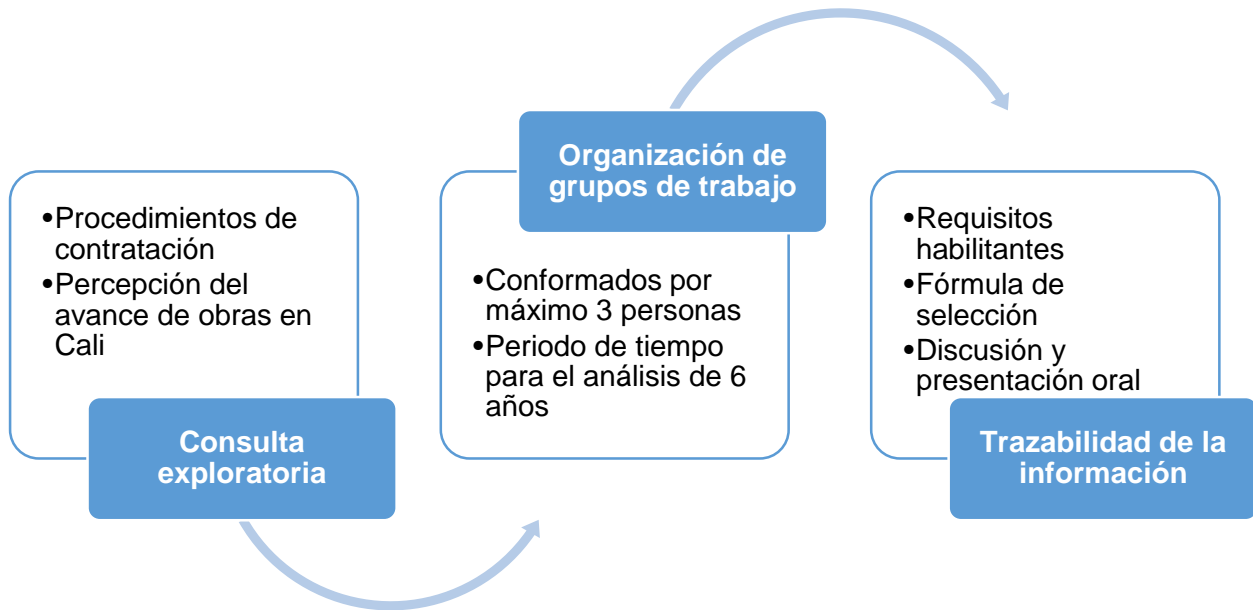 •Procedimientos de
contratación
•Percepción del
avance de obras en
Cali
Consulta
exploratoria
Organización de
grupos de trabajo
•Conformados por
máximo 3 personas
•Periodo de tiempo
para el análisis de 6
años
•Requisitos
habilitantes
•Fórmula de
selección
•Discusión y
presentación oral
Trazabilidad de la
información